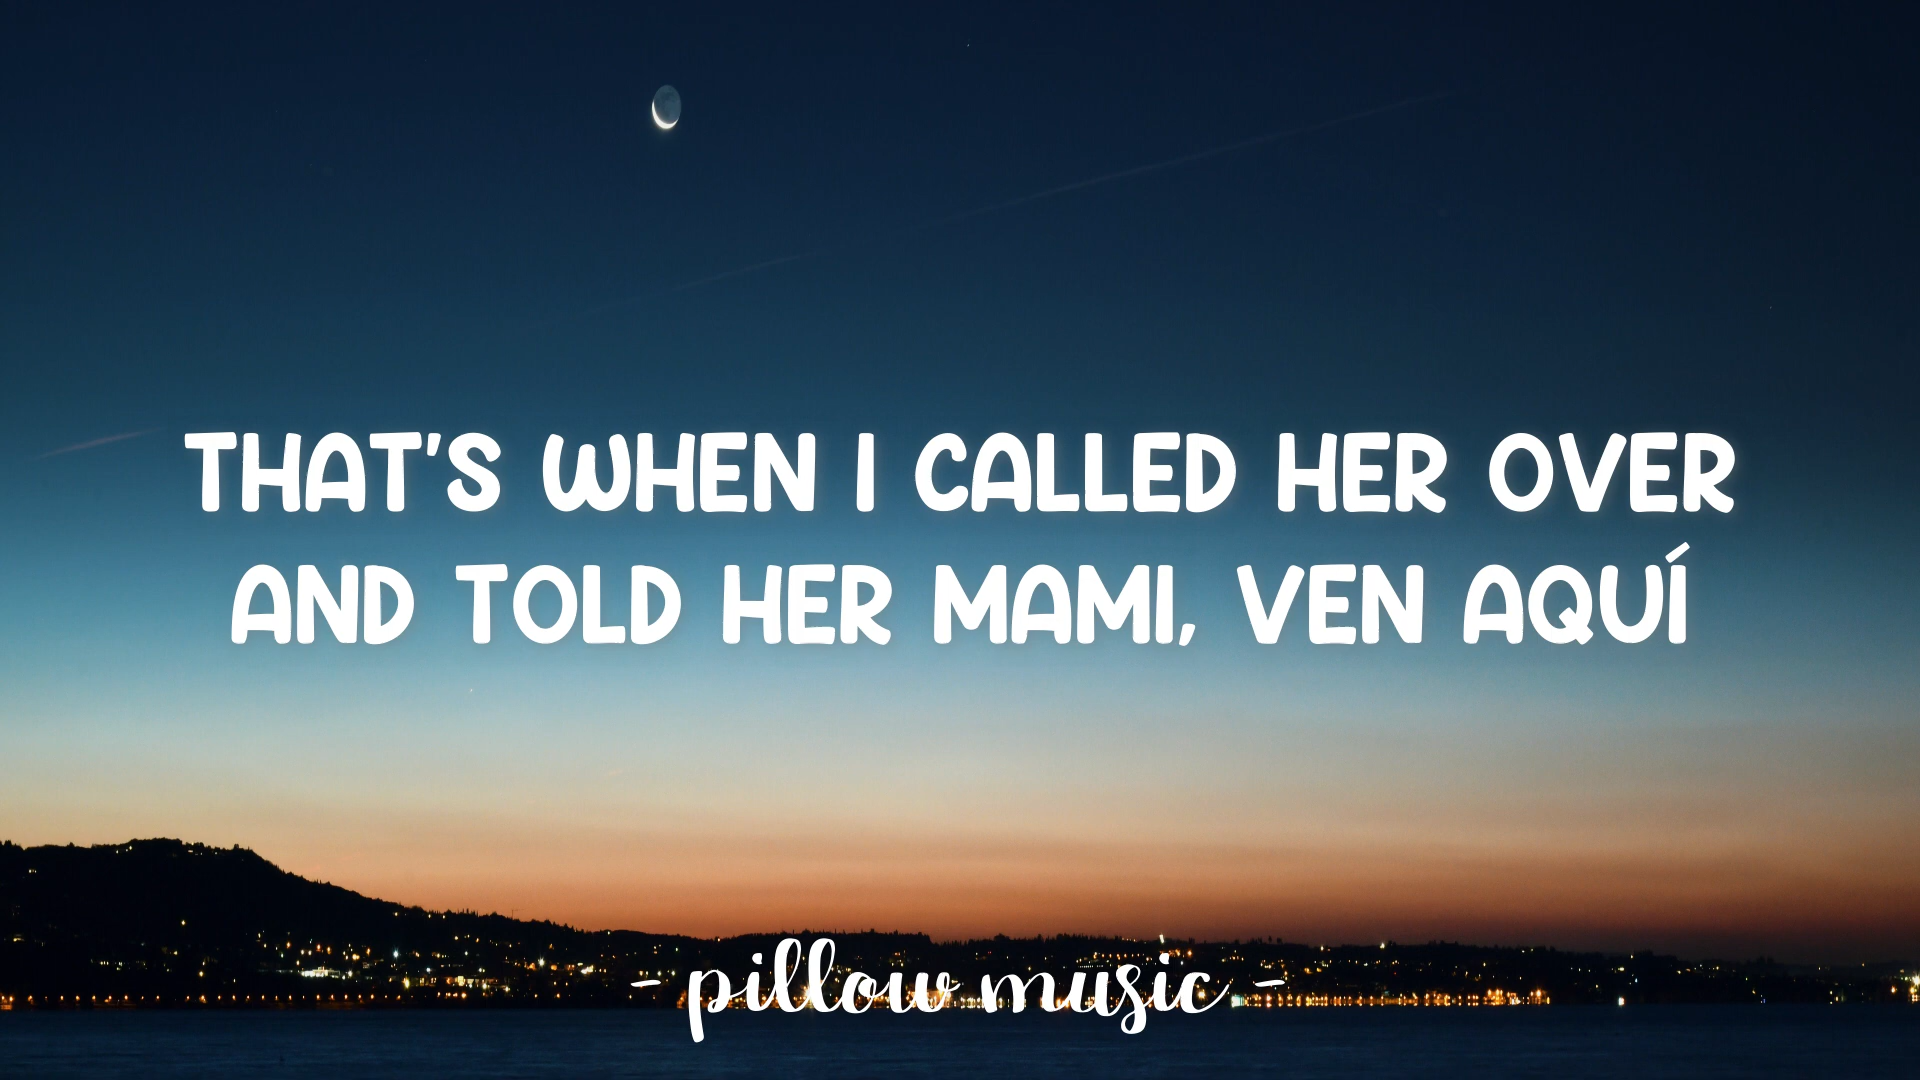 THAT'S WHEN I CALLED HER OVER
AND TOLD HER MAMI, VEN AQUÍ
- pillow music -